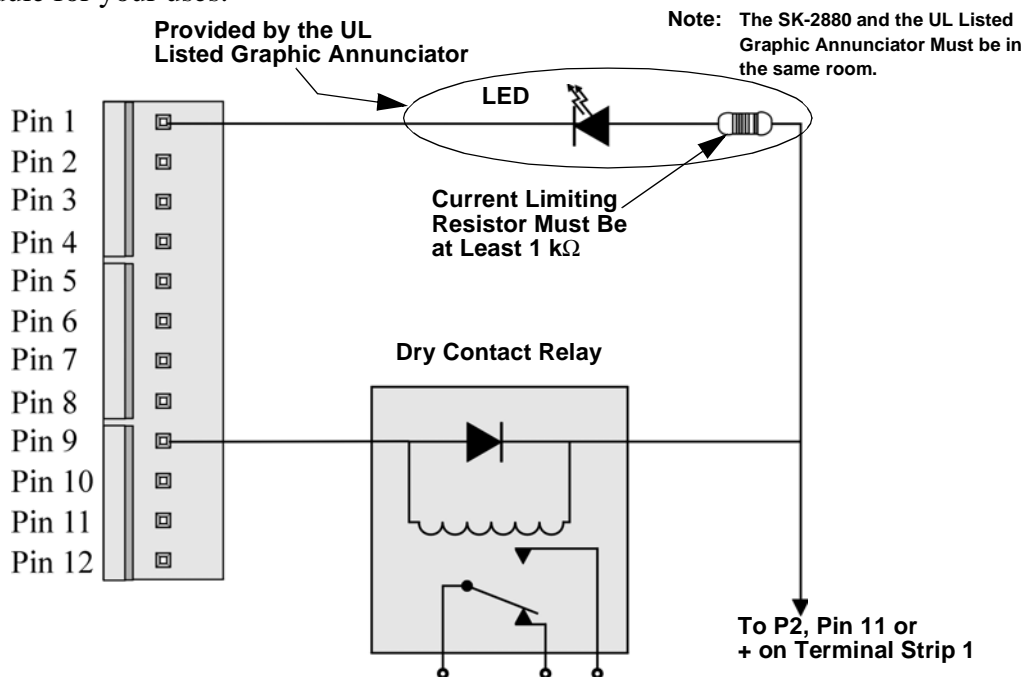 for your uses.
Note: The SK-2880 and the UL Listed
Graphic Annunciator Must be in
the same room.
Provided by the UL
Listed Graphic Annunciator
LED
Current Limiting
Resistor Must Be
at Least 1 kΩ
Pin 1
Pin 2
Pin 3
Pin 4
Pin 5
Pin 6
Pin 7
Pin 8
Pin 9
Pin 10
Pin 11
Pin 12
Dry Contact Relay
To P2, Pin 11 or
+ on Terminal Strip 1